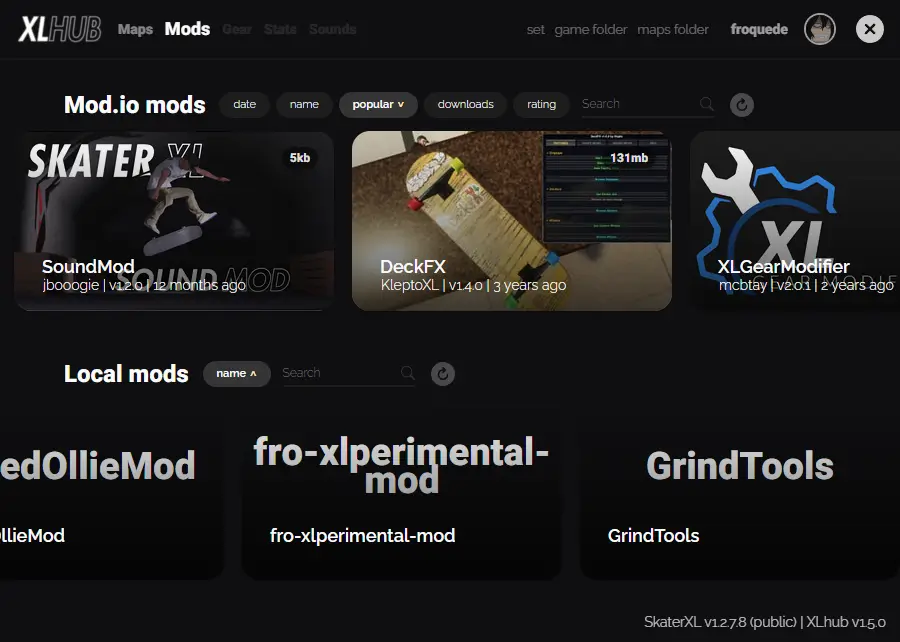 XLHUB Maps Mods Gear Stats Sounds set game folder maps folder froquede
Mod.io mods date name popular v downloads rating Search
SKATER XL 5kb
131mb
XL
SoundMod DeckFX XLGearModifier
SOUND MOD
jbooogie | v1.2.0 | 12 months ago KleptoXL | v1.4.0 | 3 years ago mcbtay | v2.0.1 | 2 years ago
Local mods name ʌ Search
edOllieMod fro-xlperimental- GrindTools
mod
OllieMod fro-xlperimental-mod GrindTools
SkaterXL v1.2.7.8 (public) | XLhub v1.5.0